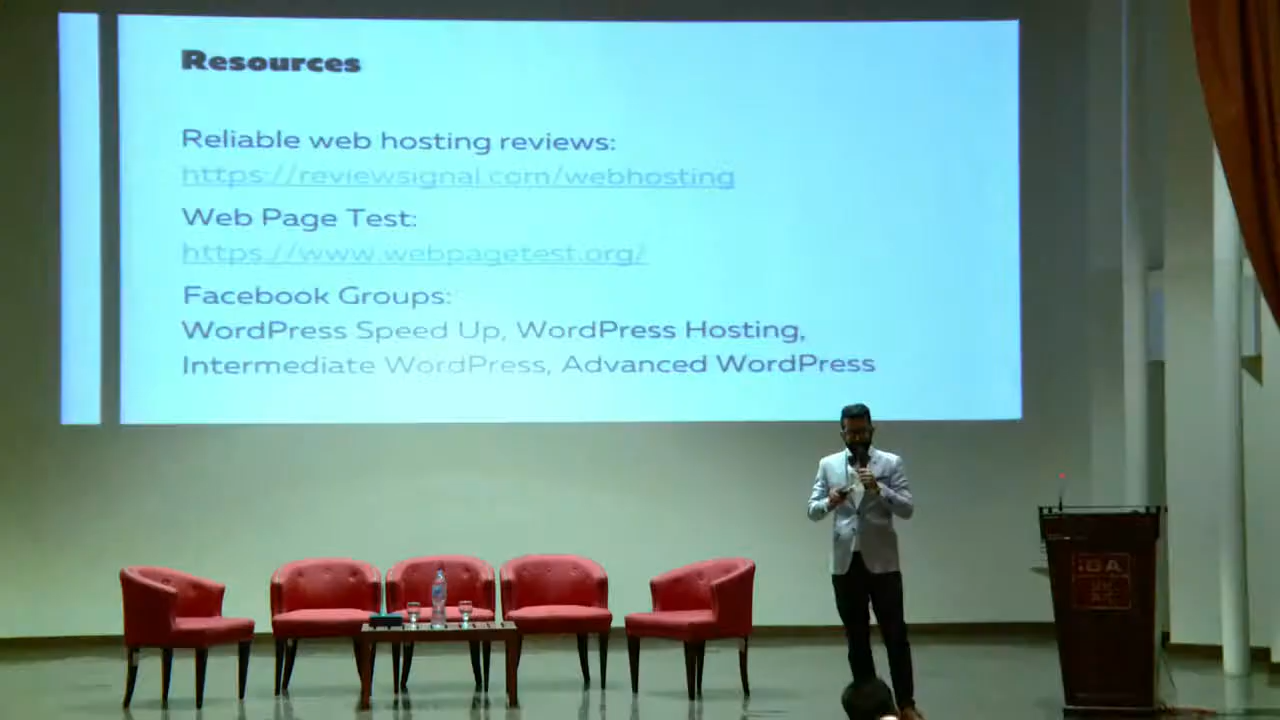 Resources
Reliable web hosting reviews:
https://reviewsignal.com/webhosting
Web Page Test:
https://www.webpagetest.org/
Facebook Groups:
WordPress Speed Up, WordPress Hosting,
Intermediate WordPress, Advanced WordPress
iBA